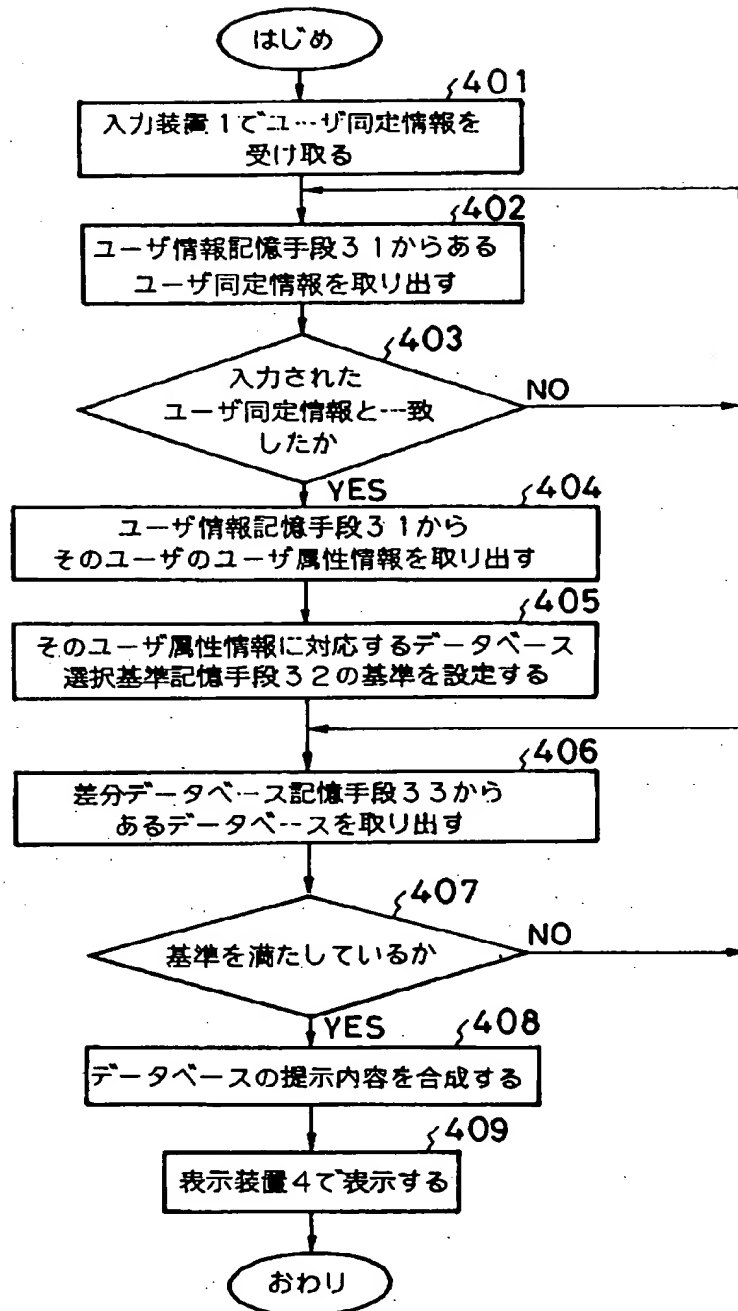 はじめ
401
入力装置1でユーザ同定情報を
受け取る
402
ユーザ情報記憶手段31からある
ユーザ同定情報を取り出す
403
入力された
ユーザ同定情報と一致
したか
NO
YES
404
ユーザ情報記憶手段31から
そのユーザのユーザ属性情報を取り出す
405
そのユーザ属性情報に対応するデータベース
選択基準記憶手段32の基準を設定する
406
差分データベース記憶手段33から
あるデータベースを取り出す
407
基準を満たしているか
NO
YES
408
データベースの提示内容を合成する
409
表示装置4で表示する
おわり